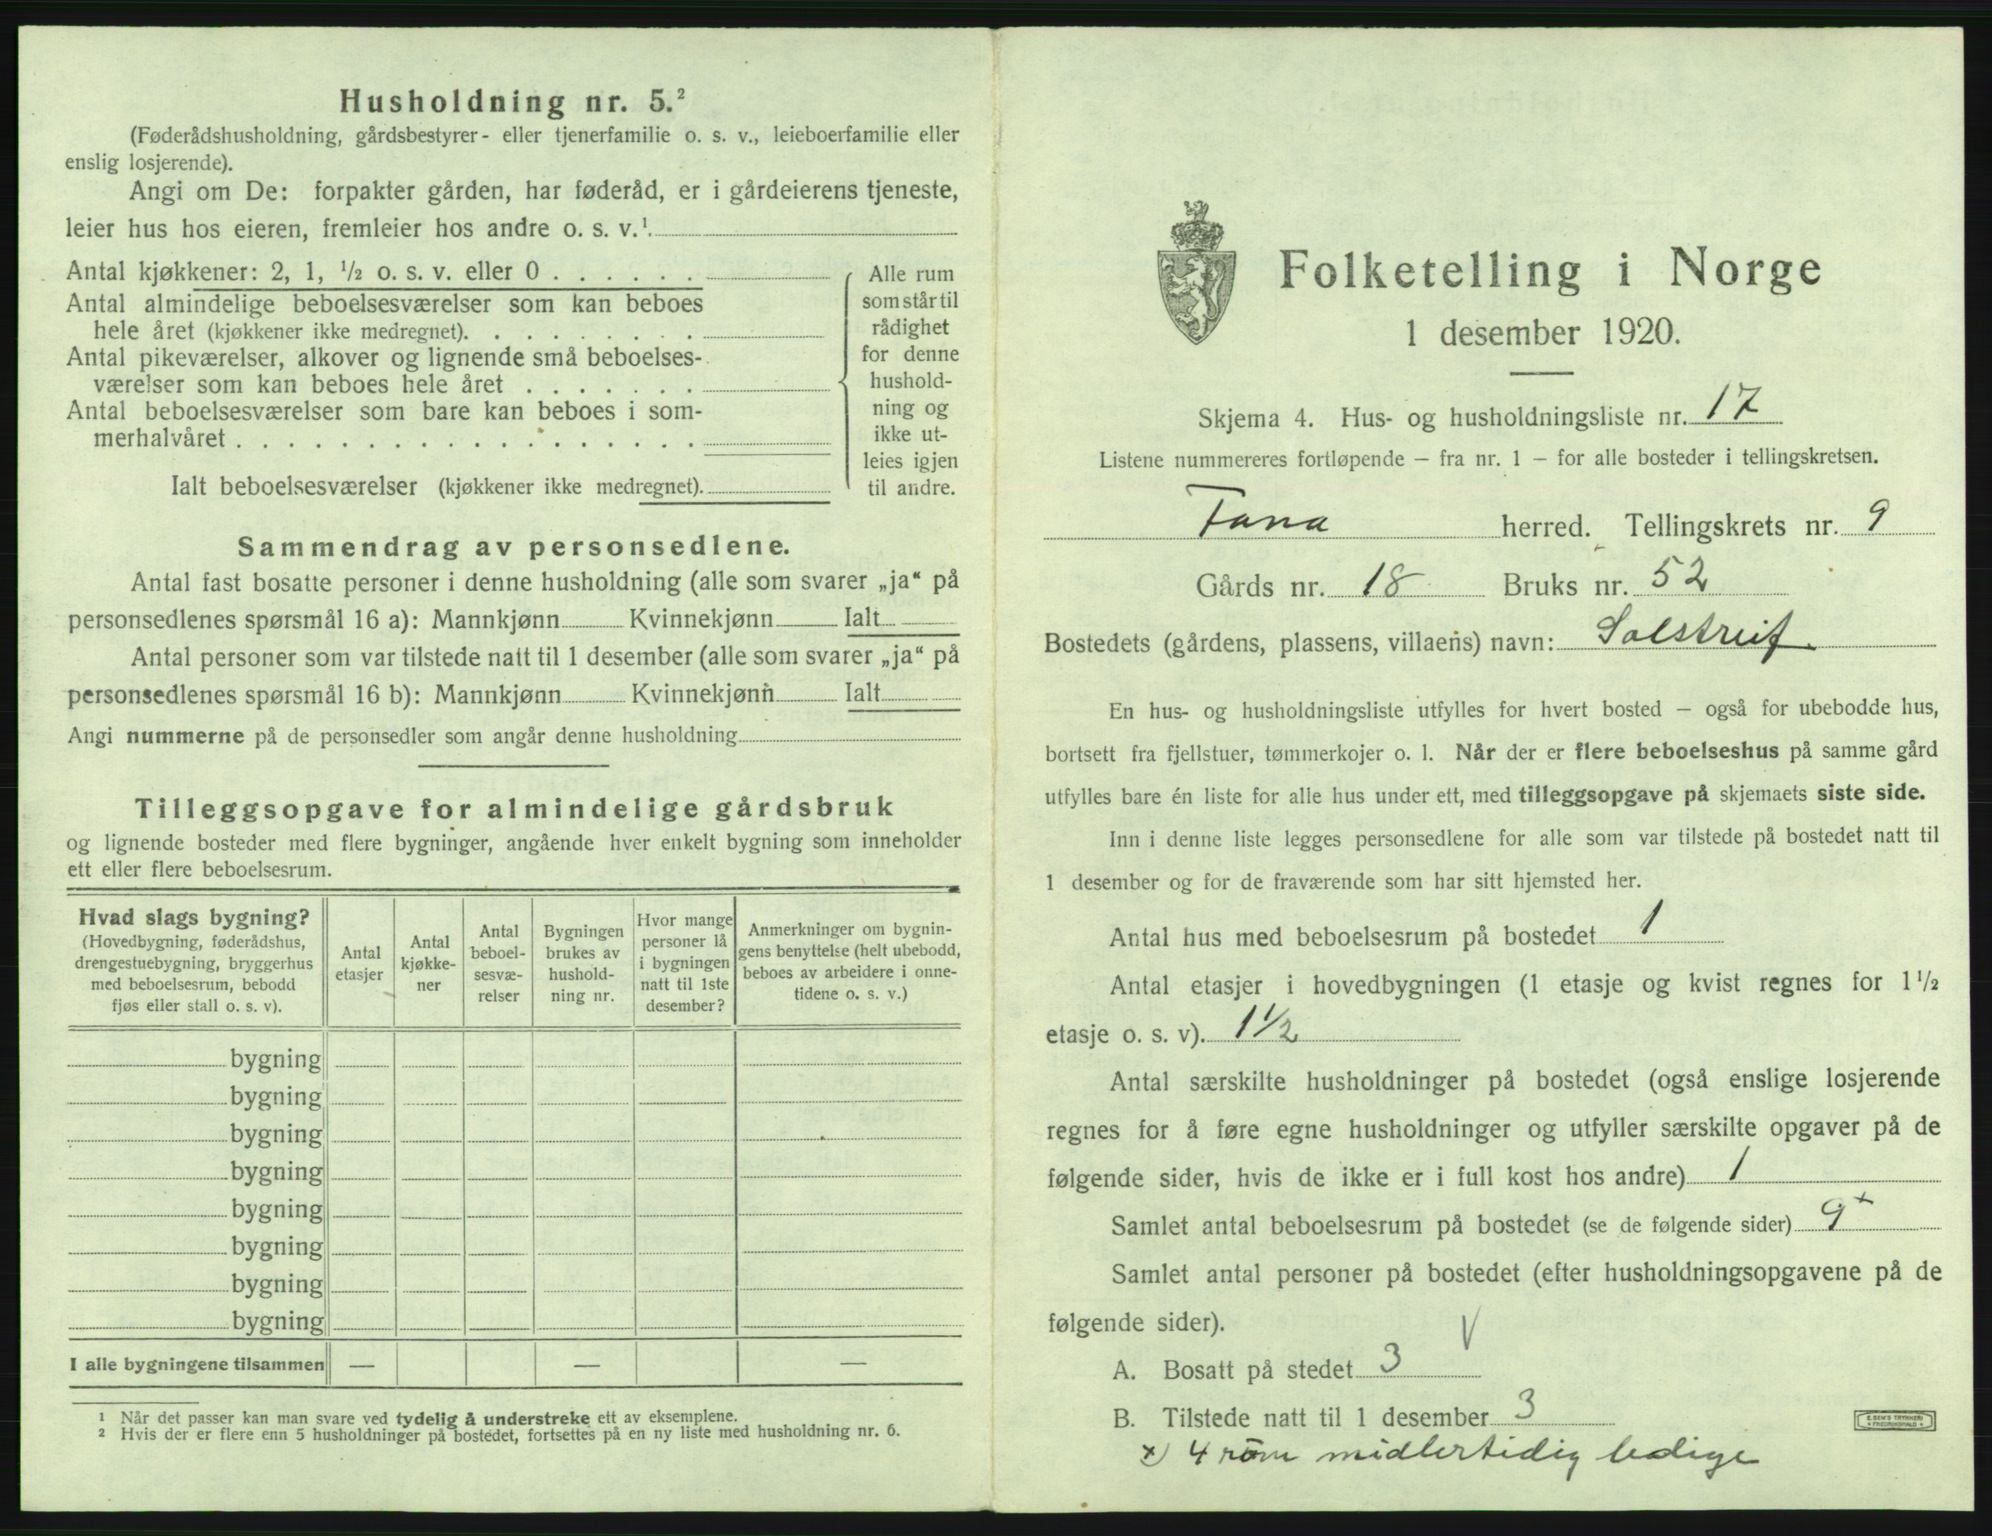 Husholdning nr. 5.²
(Føderådshusholdning, gårdsbestyrer- eller tjenerfamilie o. s. v., leieboerfamilie eller
enslig losjerende).
Angi om De: forpakter gården, har føderåd, er i gårdeierens tjeneste,
leier hus hos eieren, fremleier hos andre o. s. v.¹
Antal kjøkkener: 2, 1, ½ o. s. v. eller 0
Antal almindelige beboelsesværelser som kan beboes
hele året (kjøkkener ikke medregnet).
Antal pikeværelser, alkover og lignende små beboelses-
værelser som kan beboes hele året
Antal beboelsesværelser som bare kan beboes i som-
merhalvåret
Ialt beboelsesværelser (kjøkkener ikke medregnet).
Alle rum
som står til
rådighet
for denne
hushold-
ning og
ikke ut-
leies igjen
til andre.
Sammendrag av personsedlene.
Antal fast bosatte personer i denne husholdning (alle som svarer „ja“ på
personsedlenes spørsmål 16 a): Mannkjønn Kvinnekjønn Ialt
Antal personer som var tilstede natt til 1 desember (alle som svarer „ja“ på
personsedlenes spørsmål 16 b): Mannkjønn Kvinnekjønn Ialt
Angi nummerne på de personsedler som angår denne husholdning
Tilleggsopgave for almindelige gårdsbruk
og lignende bosteder med flere bygninger, angående hver enkelt bygning som inneholder
ett eller flere beboelsesrum.
Hvad slags bygning?
(Hovedbygning, føderådshus,
drengestuebygning, bryggerhus
med beboelsesrum, bebodd
fjøs eller stall o. s. v).
Antal
etasjer
Antal
kjøkke-
ner
Antal
beboel-
sesvæ-
relser
Bygningen
brukes av
hushold-
ning nr.
Hvor mange
personer lå
i bygningen
natt til 1ste
desember?
Anmerkninger om bygnin-
gens benyttelse (helt ubebodd,
beboes av arbeidere i onne-
tidene o. s. v.)
bygning
bygning
bygning
bygning
bygning
bygning
bygning
bygning
I alle bygningene tilsammen — — —
¹ Når det passer kan man svare ved tydelig å understreke ett av eksemplene.
² Hvis der er flere enn 5 husholdninger på bostedet, fortsettes på en ny liste med husholdning nr. 6.
Folketelling i Norge
1 desember 1920.
Skjema 4. Hus- og husholdningsliste nr. 17
Listene nummereres fortløpende — fra nr. 1 — for alle bosteder i tellingskretsen.
Fana herred. Tellingskrets nr. 9
Gårds nr. 18 Bruks nr. 52
Bostedets (gårdens, plassens, villaens) navn: Solstreif
En hus- og husholdningsliste utfylles for hvert bosted — også for ubebodde hus,
bortsett fra fjellstuer, tømmerkojer o. l. Når der er flere beboelseshus på samme gård
utfylles bare én liste for alle hus under ett, med tilleggsopgave på skjemaets siste side.
Inn i denne liste legges personsedlene for alle som var tilstede på bostedet natt til
1 desember og for de fraværende som har sitt hjemsted her.
Antal hus med beboelsesrum på bostedet 1
Antal etasjer i hovedbygningen (1 etasje og kvist regnes for 1½
etasje o. s. v). 1½
Antal særskilte husholdninger på bostedet (også enslige losjerende
regnes for å føre egne husholdninger og utfyller særskilte opgaver på de
følgende sider, hvis de ikke er i full kost hos andre) 1
Samlet antal beboelsesrum på bostedet (se de følgende sider) 9 ×
Samlet antal personer på bostedet (efter husholdningsopgavene på de
følgende sider).
A. Bosatt på stedet 3
B. Tilstede natt til 1 desember 3
×) 4 rom midlertidig ledige